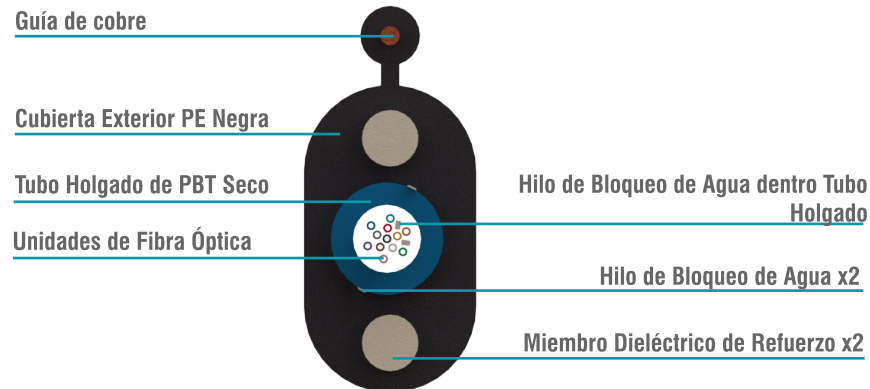 Guía de cobre
Cubierta Exterior PE Negra
Tubo Holgado de PBT Seco
Unidades de Fibra Óptica
Hilo de Bloqueo de Agua dentro Tubo
Holgado
Hilo de Bloqueo de Agua x2
Miembro Dieléctrico de Refuerzo x2